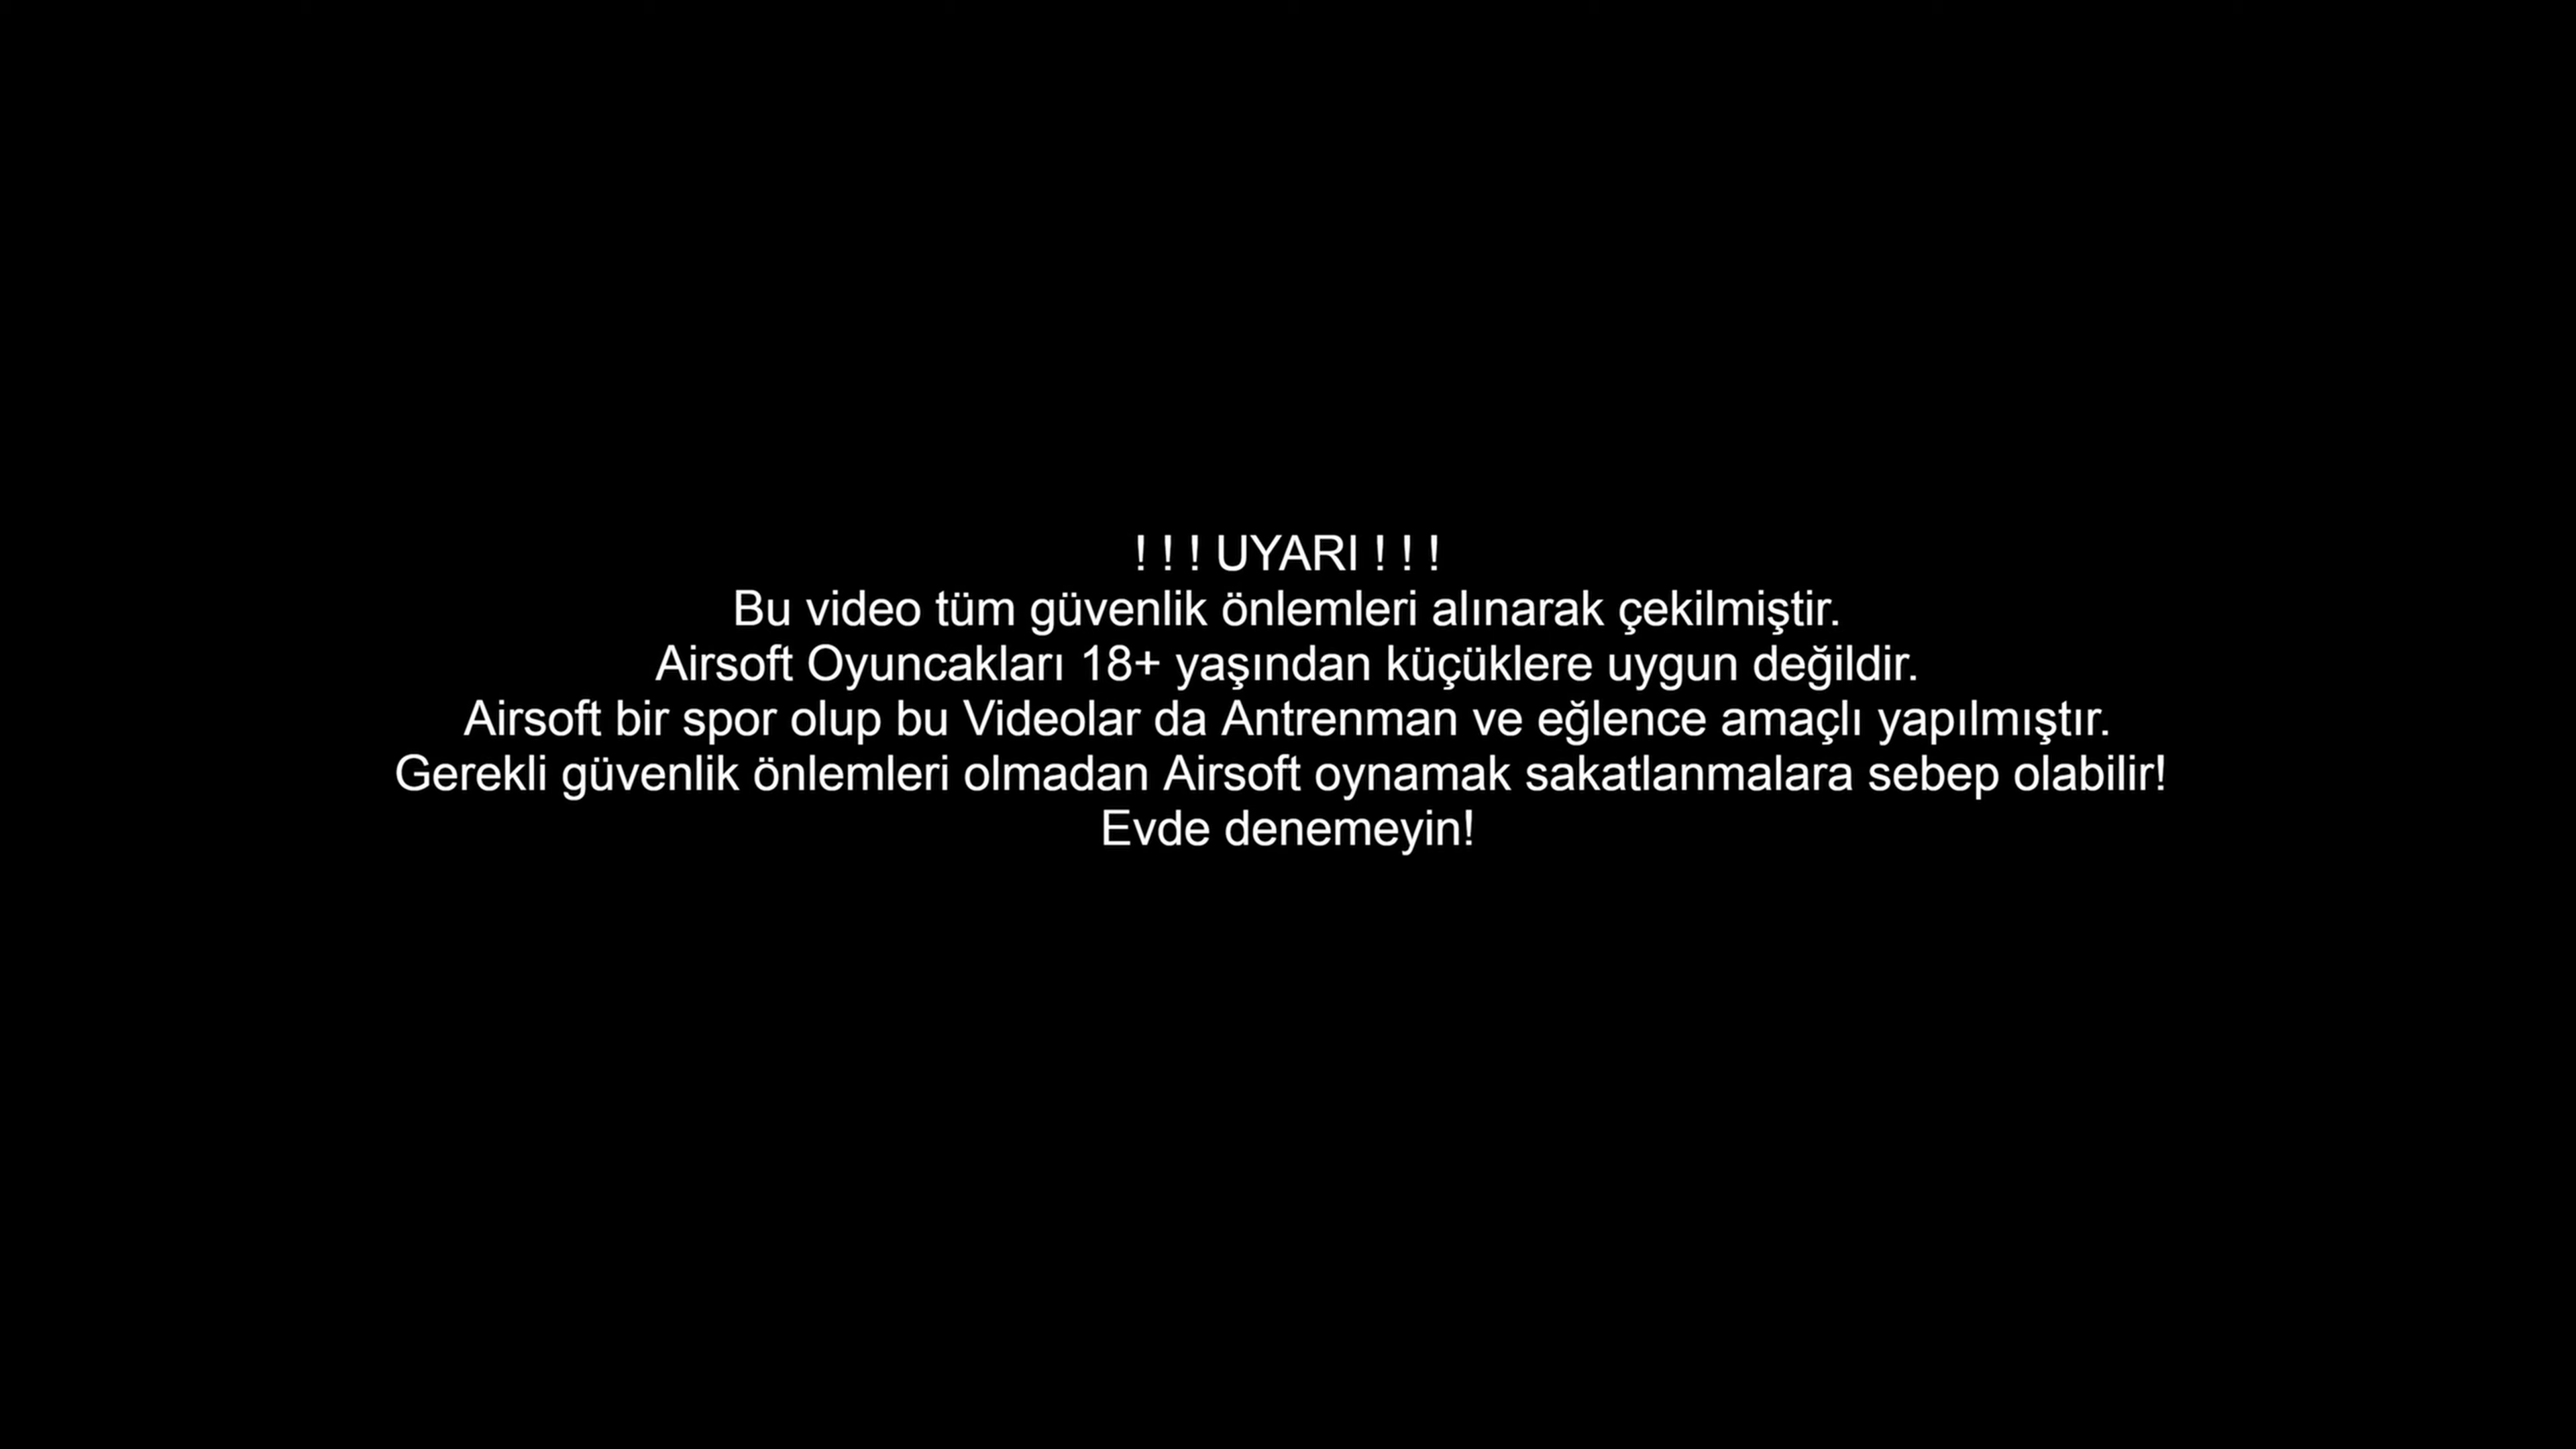 ! ! ! UYARI ! ! !
Bu video tüm güvenlik önlemleri alınarak çekilmiştir.
Airsoft Oyuncakları 18+ yaşından küçüklere uygun değildir.
Airsoft bir spor olup bu Videolar da Antrenman ve eğlence amaçlı yapılmıştır.
Gerekli güvenlik önlemleri olmadan Airsoft oynamak sakatlanmalara sebep olabilir!
Evde denemeyin!